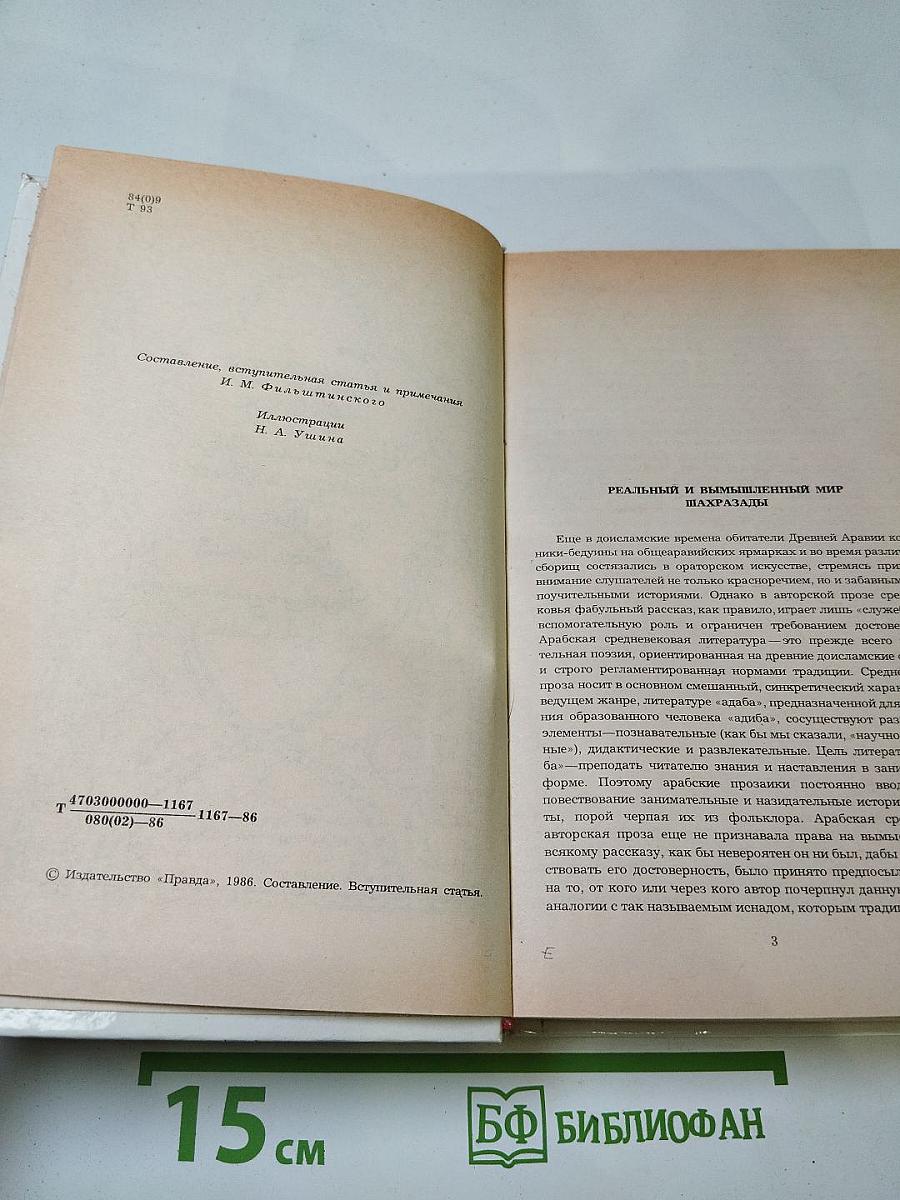 84(0)9
Т 93
Составление, вступительная статья и примечания
И. М. Фильштинского
Иллюстрации
Н. А. Ушина
Т 4703000000—1167
080(02)—86
1167—86
© Издательство «Правда», 1986. Составление. Вступительная статья.
РЕАЛЬНЫЙ И ВЫМЫШЛЕННЫЙ МИР
ШАХРАЗАДЫ
Еще в доисламские времена обитатели Древней Аравии ко
ники-бедуины на общеаравийских ярмарках и во время разли
сборищ состязались в ораторском искусстве, стремясь при
внимание слушателей не только красноречием, но и забавным
поучительными историями. Однако в авторской прозе сре
ковья фабульный рассказ, как правило, играет лишь «служе
вспомогательную роль и ограничен требованием достове
Арабская средневековая литература—это прежде всего
тельная поэзия, ориентированная на древние доисламские
и строго регламентированная нормами традиции. Средне
проза носит в основном смешанный, синкретический харак
ведущем жанре, литературе «адаба», предназначенной для
ния образованного человека «адиба», сосуществуют раз
элементы—познавательные (как бы мы сказали, «научно
ные»), дидактические и развлекательные. Цель литерат
ба»—преподать читателю знания и наставления в зани
форме. Поэтому арабские прозаики постоянно ввод
повествование занимательные и назидательные истори
ты, порой черпая их из фольклора. Арабская ср
авторская проза еще не признавала права на вымы
всякому рассказу, как бы невероятен он ни был, дабы
ствовать его достоверность, было принято предпосыл
на то, от кого или через кого автор почерпнул данную
аналогии с так называемым иснадом, которым тради
3
Е
15 см
БФ БИБЛИОФАН